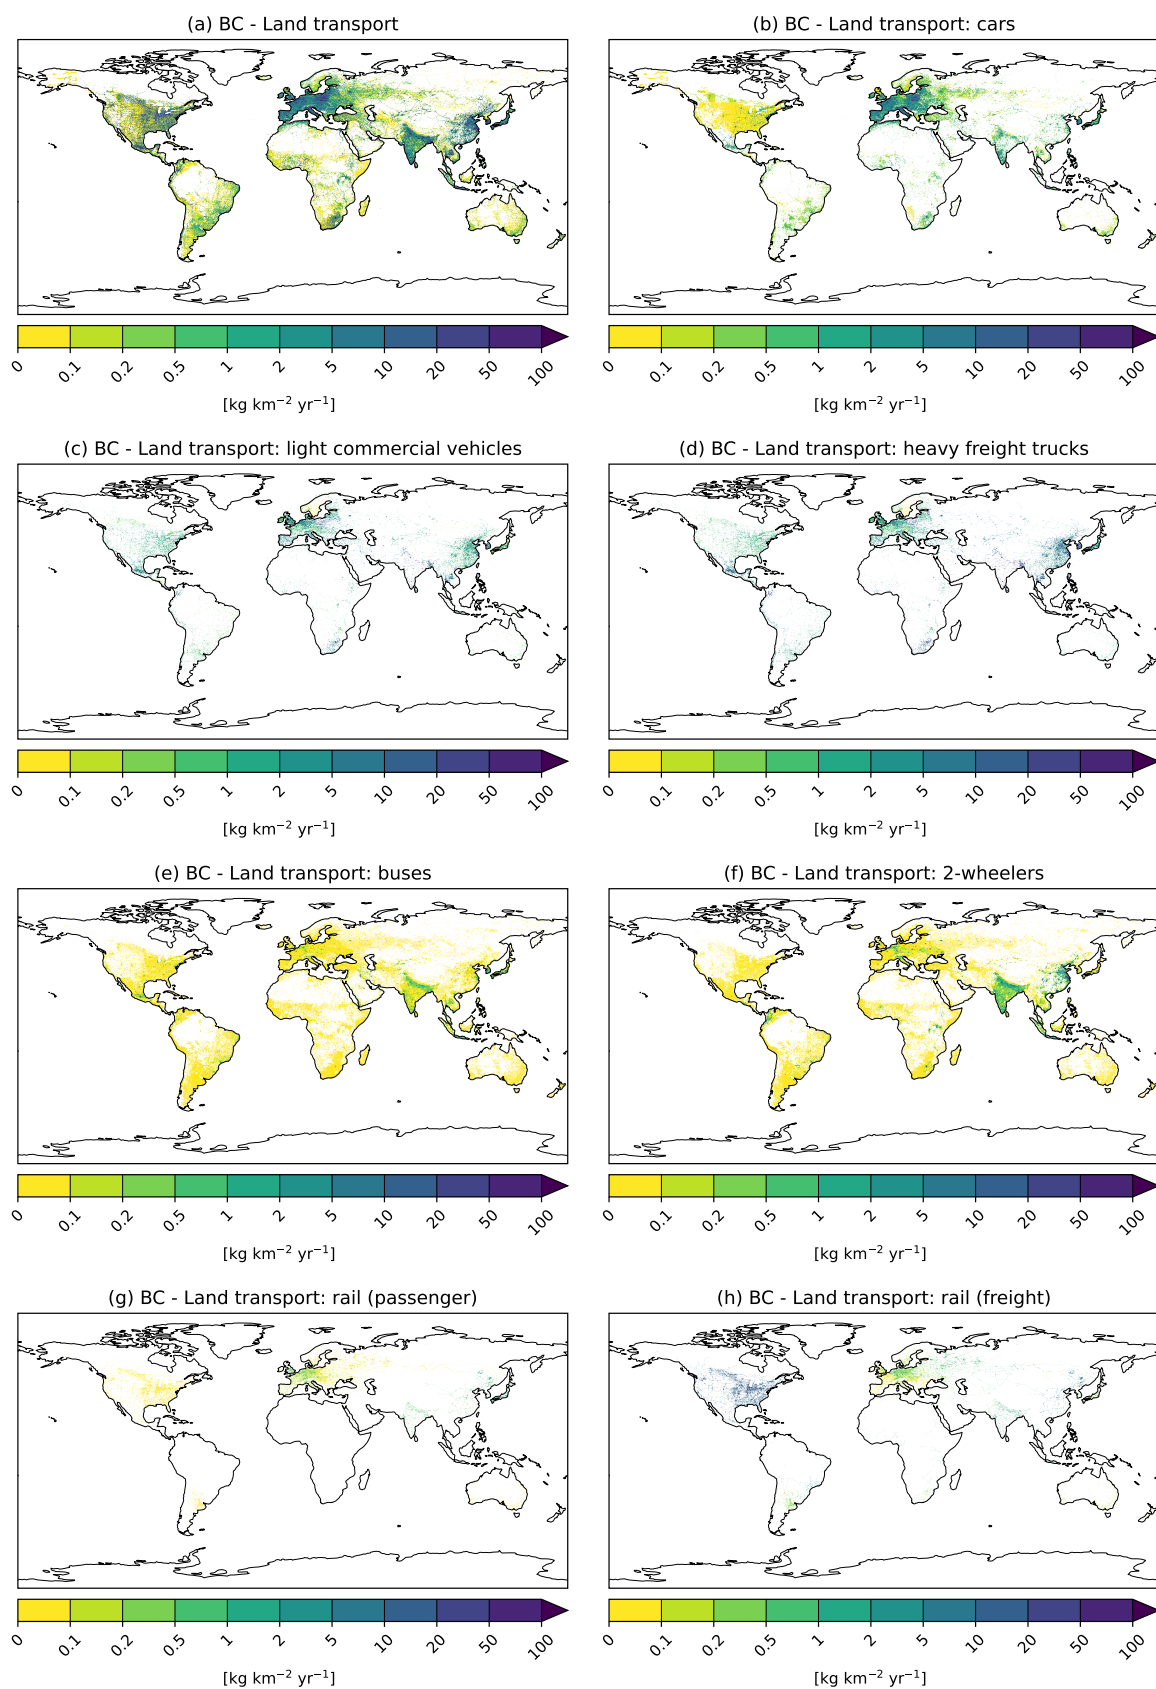 (a) BC - Land transport
(b) BC - Land transport: cars
0 0.1 0.2 0.5 1 2 5 10 20 50 100
[kg km⁻² yr⁻¹]
0 0.1 0.2 0.5 1 2 5 10 20 50 100
[kg km⁻² yr⁻¹]
(c) BC - Land transport: light commercial vehicles
(d) BC - Land transport: heavy freight trucks
0 0.1 0.2 0.5 1 2 5 10 20 50 100
[kg km⁻² yr⁻¹]
0 0.1 0.2 0.5 1 2 5 10 20 50 100
[kg km⁻² yr⁻¹]
(e) BC - Land transport: buses
(f) BC - Land transport: 2-wheelers
0 0.1 0.2 0.5 1 2 5 10 20 50 100
[kg km⁻² yr⁻¹]
0 0.1 0.2 0.5 1 2 5 10 20 50 100
[kg km⁻² yr⁻¹]
(g) BC - Land transport: rail (passenger)
(h) BC - Land transport: rail (freight)
0 0.1 0.2 0.5 1 2 5 10 20 50 100
[kg km⁻² yr⁻¹]
0 0.1 0.2 0.5 1 2 5 10 20 50 100
[kg km⁻² yr⁻¹]